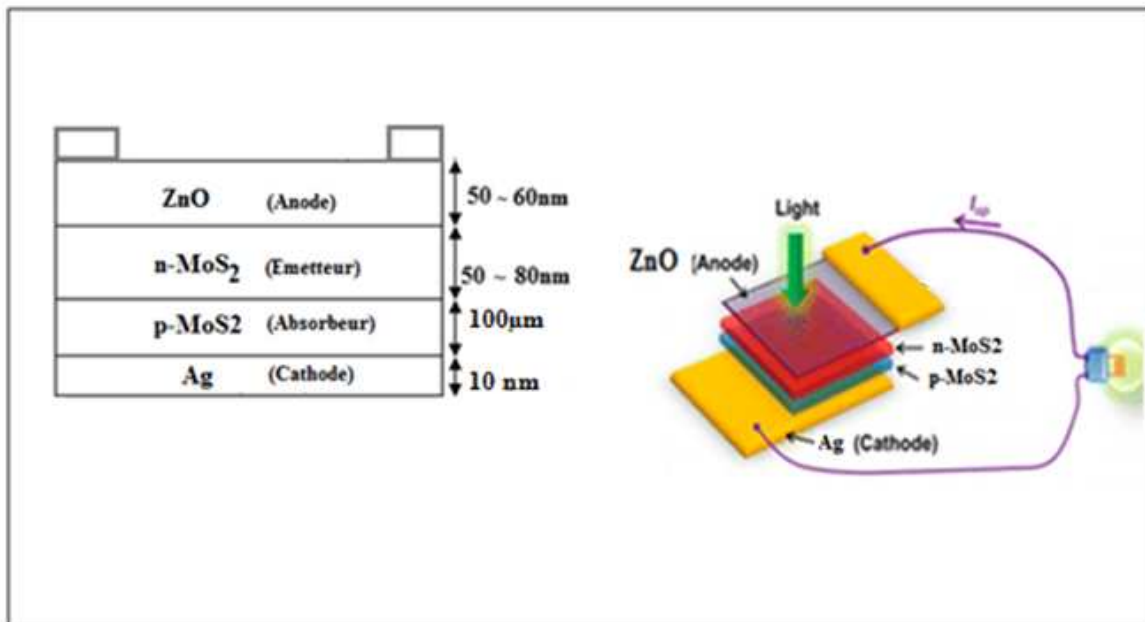 ZnO (Anode)
50 ~ 60nm
n-MoS2 (Emetteur)
50 ~ 80nm
p-MoS2 (Absorbeur)
100µm
Ag (Cathode)
10 nm
Light
ZnO (Anode)
n-MoS2
p-MoS2
Ag (Cathode)